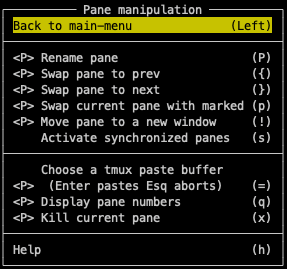 Pane manipulation
Back to main-menu (Left)
<P> Rename pane (P)
<P> Swap pane to prev ({)
<P> Swap pane to next (})
<P> Swap current pane with marked (p)
<P> Move pane to a new window (!)
Activate synchronized panes (s)
Choose a tmux paste buffer
<P> (Enter pastes Esq aborts) (=)
<P> Display pane numbers (q)
<P> Kill current pane (x)
Help (h)